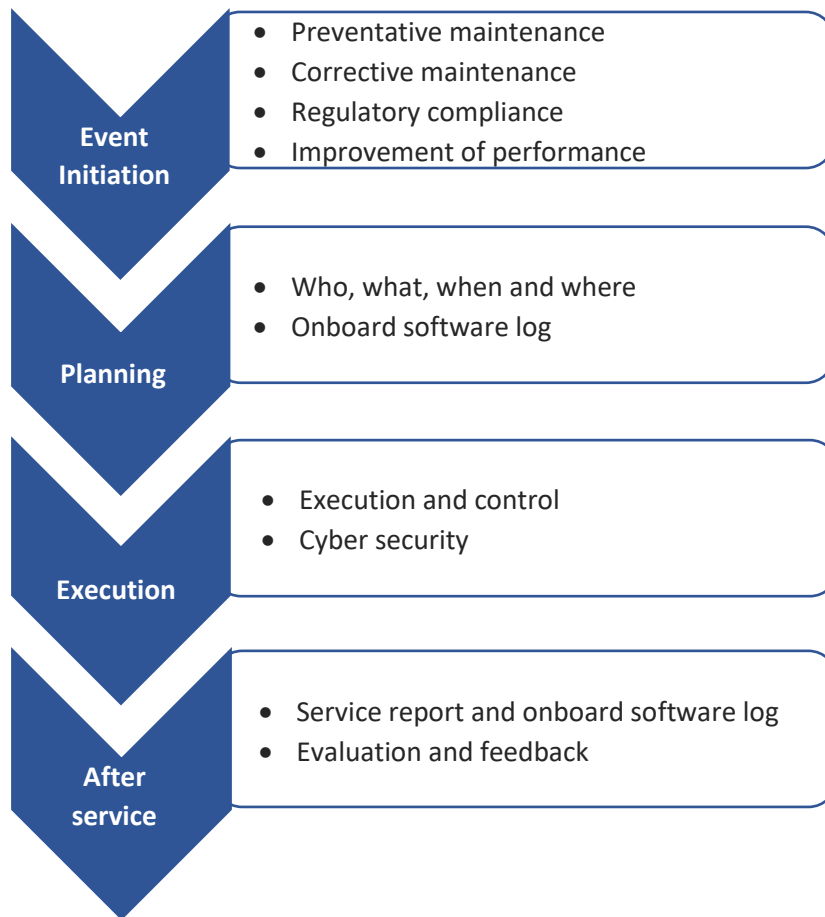 Event
Initiation
• Preventative maintenance
• Corrective maintenance
• Regulatory compliance
• Improvement of performance
Planning
• Who, what, when and where
• Onboard software log
Execution
• Execution and control
• Cyber security
After
service
• Service report and onboard software log
• Evaluation and feedback